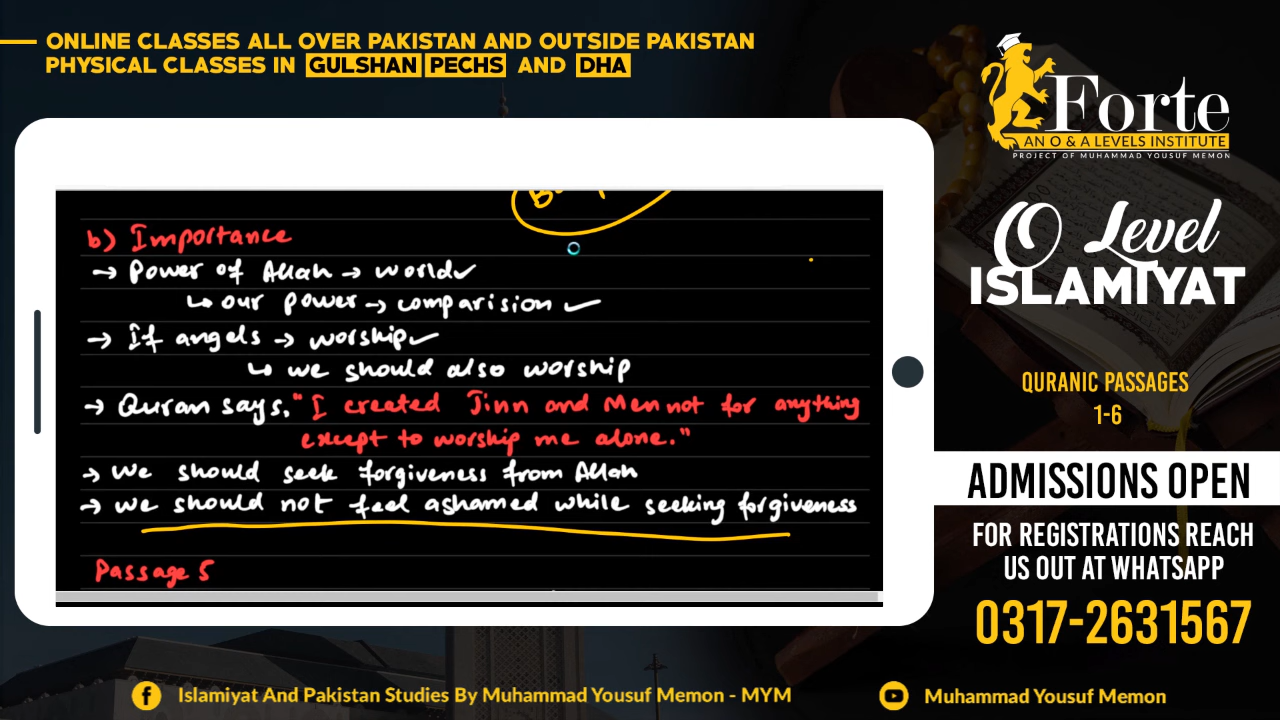 ONLINE CLASSES ALL OVER PAKISTAN AND OUTSIDE PAKISTAN
PHYSICAL CLASSES IN GULSHAN PECHS AND DHA
Forte
AN O & A LEVELS INSTITUTE
PROJECT OF MUHAMMAD YOUSUF MEMON
b) Importance
→ Power of Allah → world✓
↳ our power → comparision ✓
→ If angels → worship✓
↳ we should also worship
→ Quran says, "I created Jinn and Men not for anything
except to worship me alone."
→ we should seek forgiveness from Allah
→ we should not feel ashamed while seeking forgiveness
Passage 5
O Level
ISLAMIYAT
QURANIC PASSAGES
1-6
ADMISSIONS OPEN
FOR REGISTRATIONS REACH
US OUT AT WHATSAPP
0317-2631567
Islamiyat And Pakistan Studies By Muhammad Yousuf Memon - MYM
Muhammad Yousuf Memon